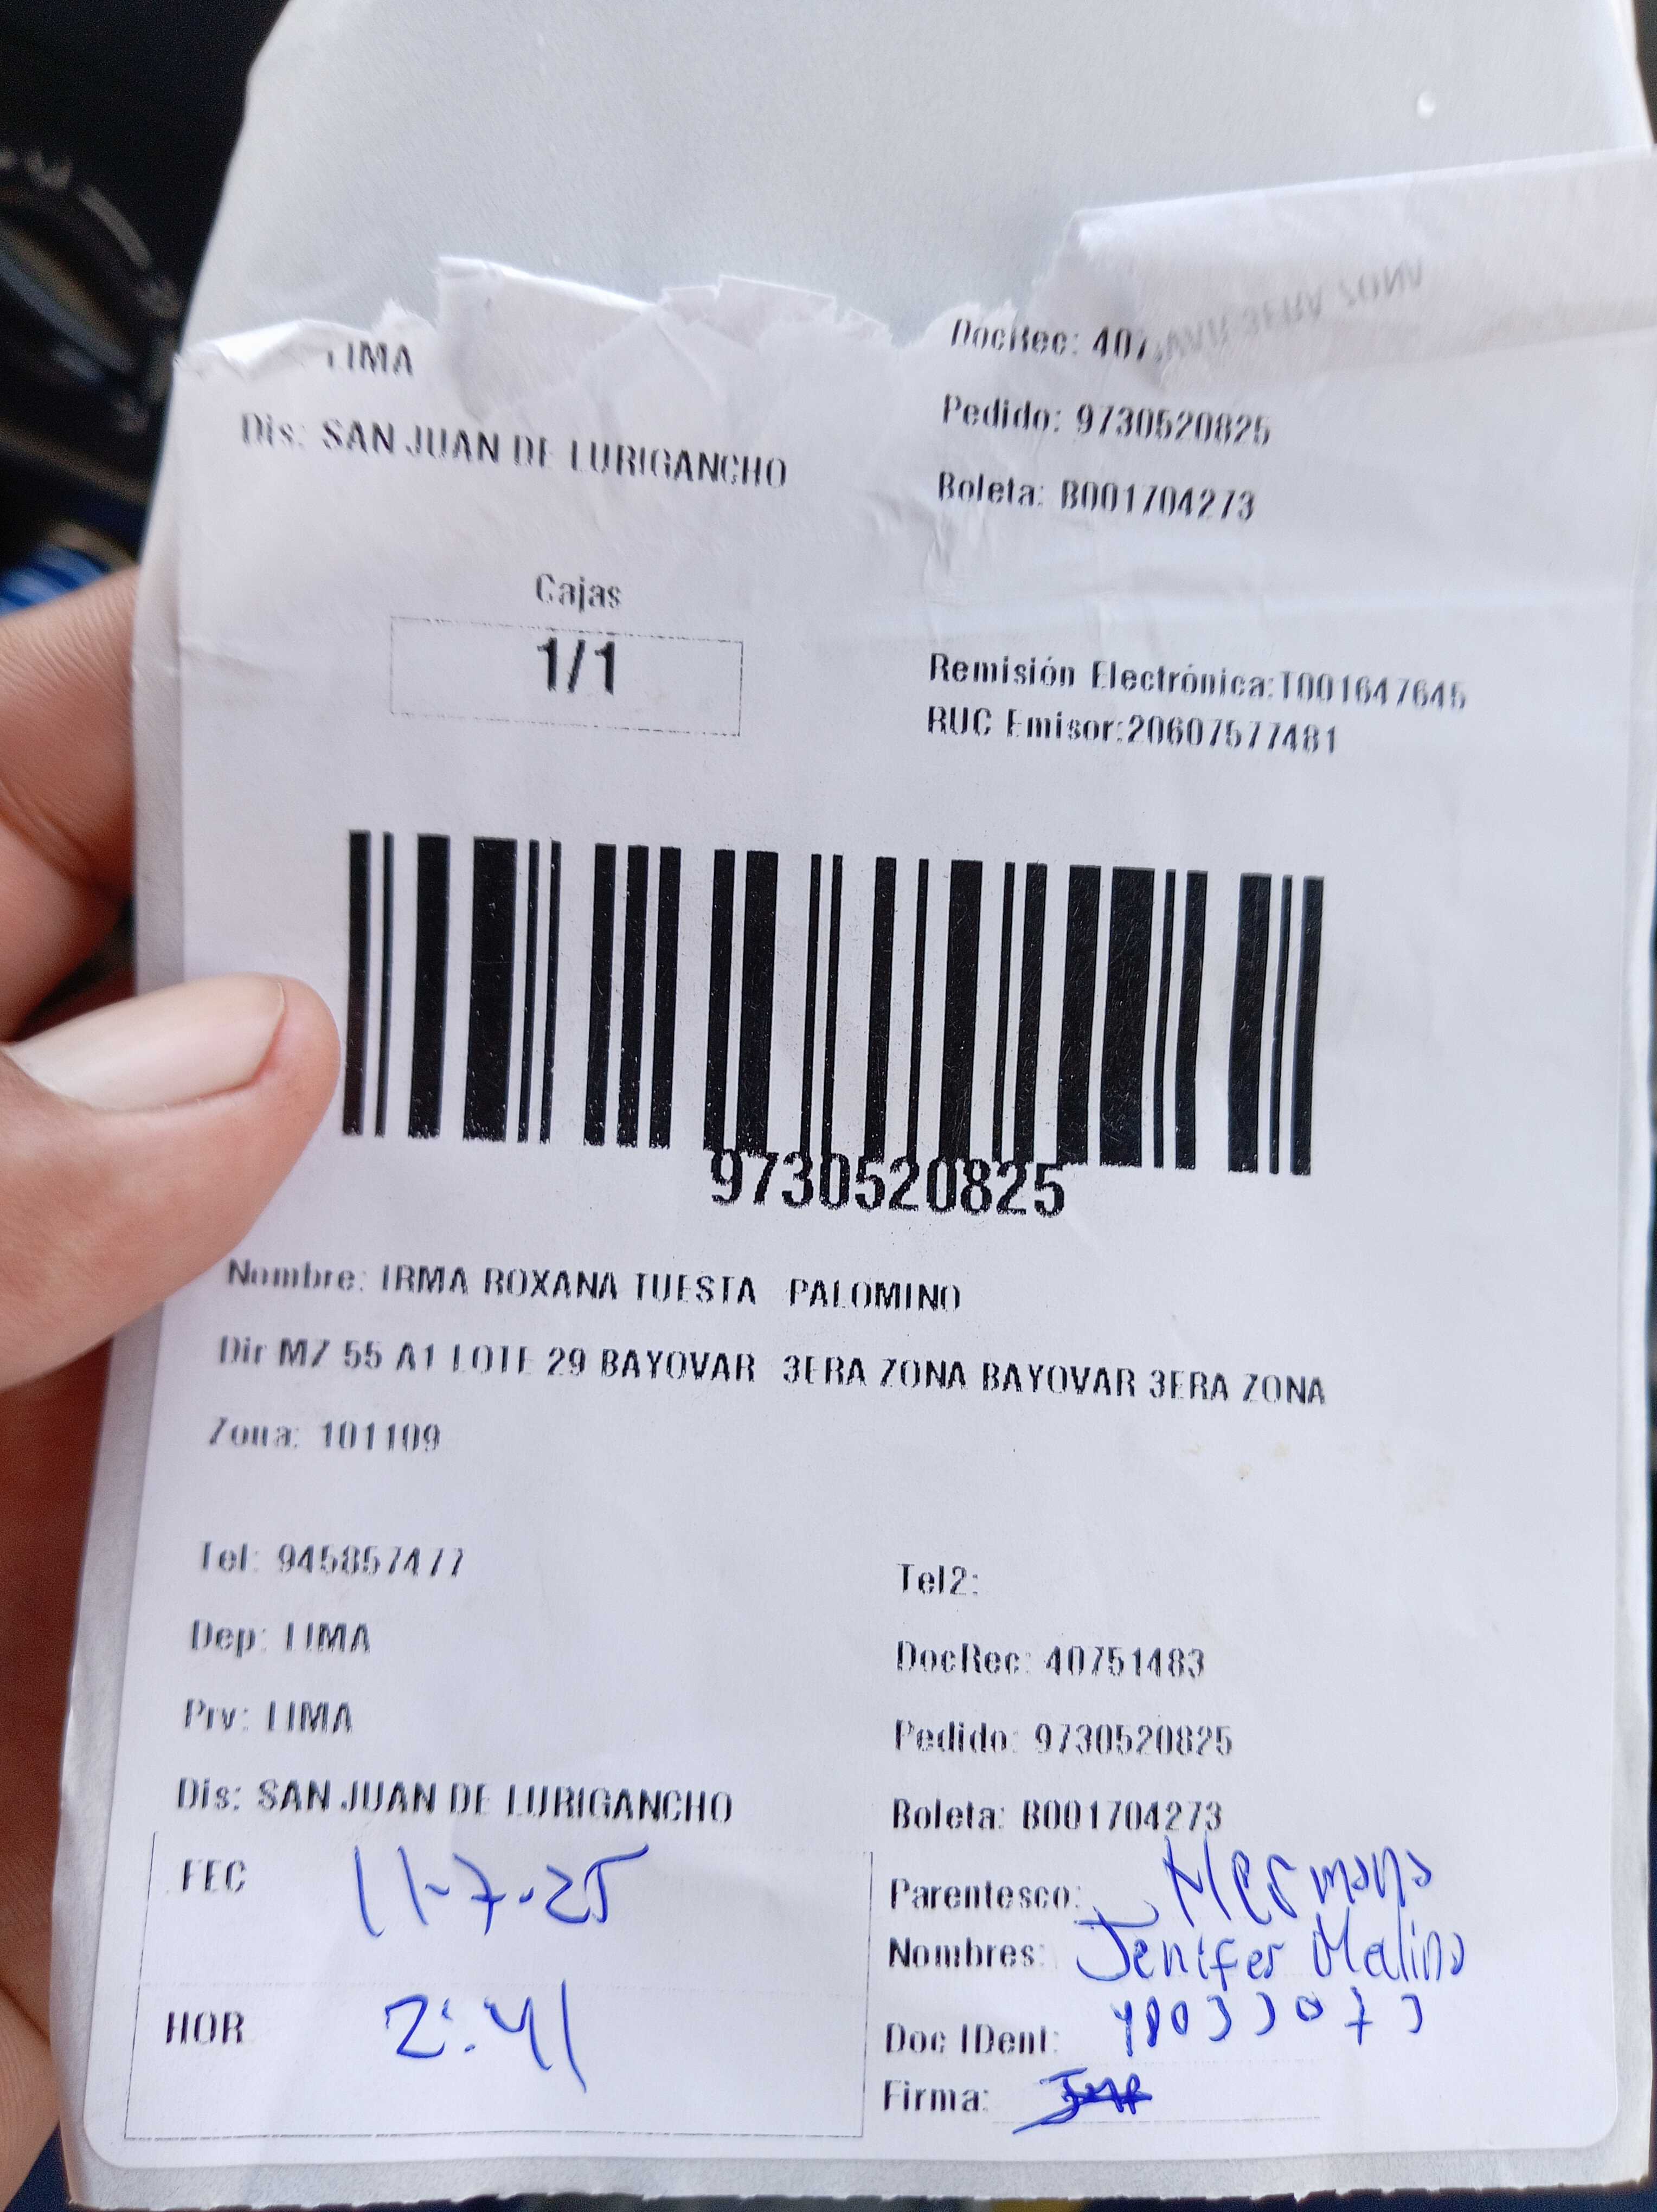 LIMA
DocRec: 407
Dis: SAN JUAN DE LURIGANCHO
Pedido: 9730520825
Boleta: B001704273
Cajas
1/1
Remisión Electrónica:T001647645
RUC Emisor:20607577481
9730520825
Nombre: IRMA ROXANA TUESTA PALOMINO
Dir MZ 55 A1 LOTE 29 BAYOVAR 3ERA ZONA BAYOVAR 3ERA ZONA
Zona: 101109
Tel: 945857477
Tel2:
Dep: LIMA
DocRec: 40751483
Prv: LIMA
Pedido: 9730520825
Dis: SAN JUAN DE LURIGANCHO
Boleta: B001704273
FEC 11-7-25
Parentesco: Hermana
Nombres: Jenifer Malino
HOR 2:41
Doc IDent:
Firma: